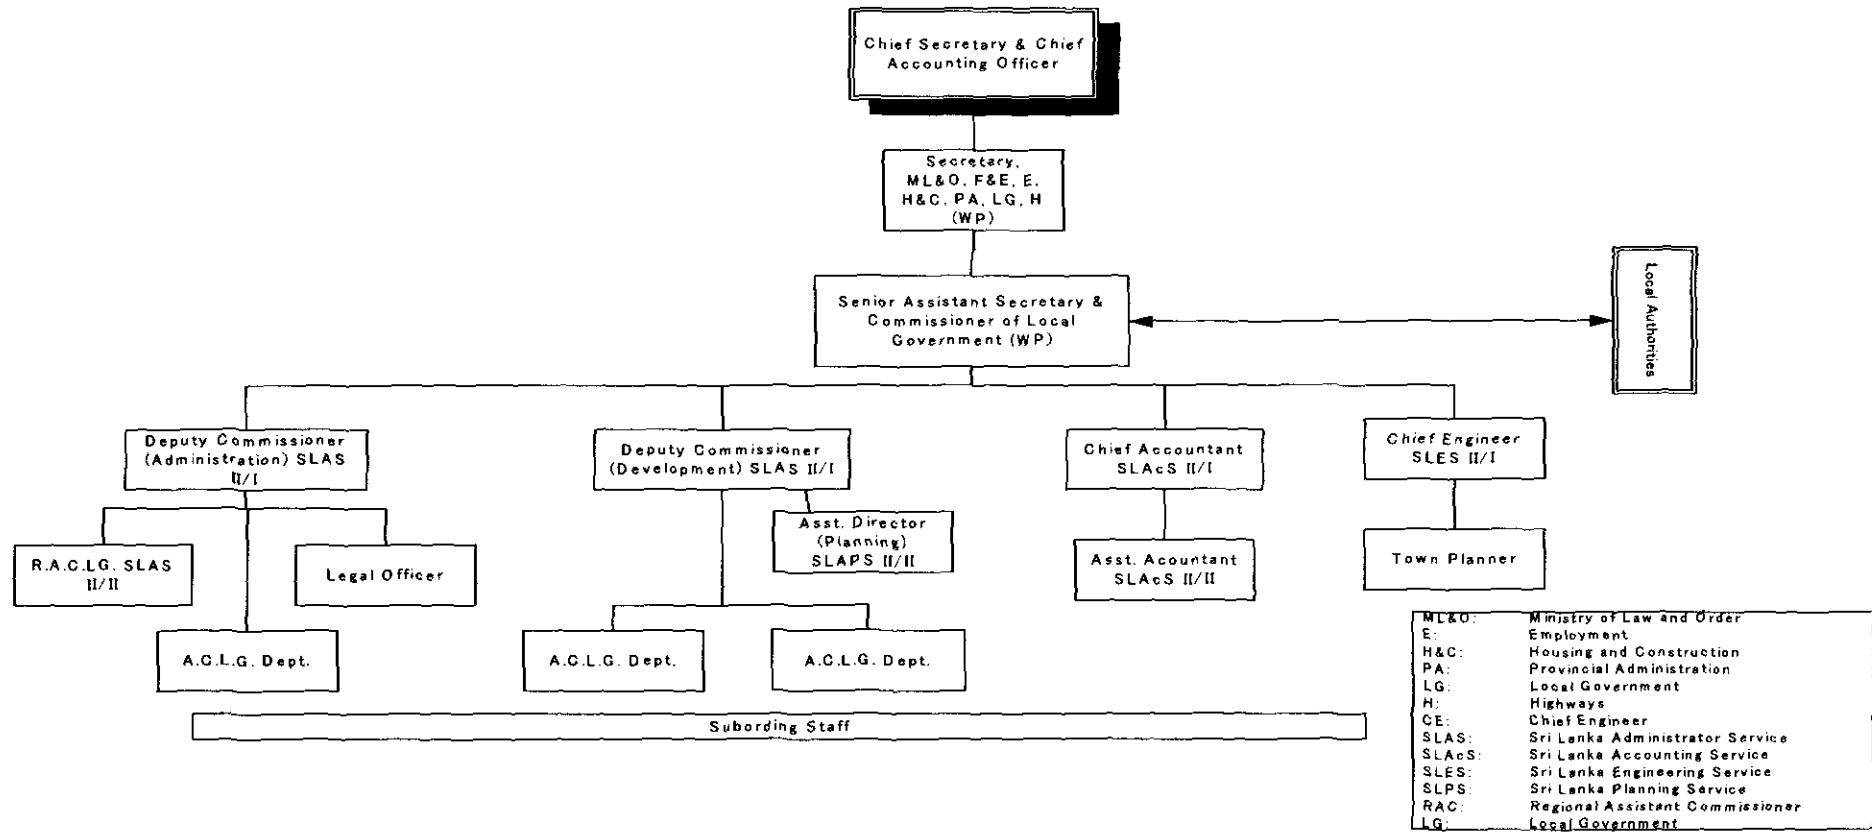 Chief Secretary & Chief
Accounting Officer
Secretary,
ML&O, F&E, E,
H&C, PA, LG, H
(WP)
Senior Assistant Secretary &
Commissioner of Local
Government (WP)
Local Authorities
Deputy Commissioner
(Administration) SLAS
II/I
Deputy Commissioner
(Development) SLAS II/I
Chief Accountant
SLAcS II/I
Chief Engineer
SLES II/I
R.A.C.LG. SLAS
II/II
Legal Officer
Asst. Director
(Planning)
SLAPS II/II
Asst. Acountant
SLAcS II/II
Town Planner
A.C.L.G. Dept.
A.C.L.G. Dept.
A.C.L.G. Dept.
Subording Staff
ML&O: Ministry of Law and Order
E: Employment
H&C: Housing and Construction
PA: Provincial Administration
LG: Local Government
H: Highways
CE: Chief Engineer
SLAS: Sri Lanka Administrator Service
SLAcS: Sri Lanka Accounting Service
SLES: Sri Lanka Engineering Service
SLPS: Sri Lanka Planning Service
RAC: Regional Assistant Commissioner
LG: Local Government